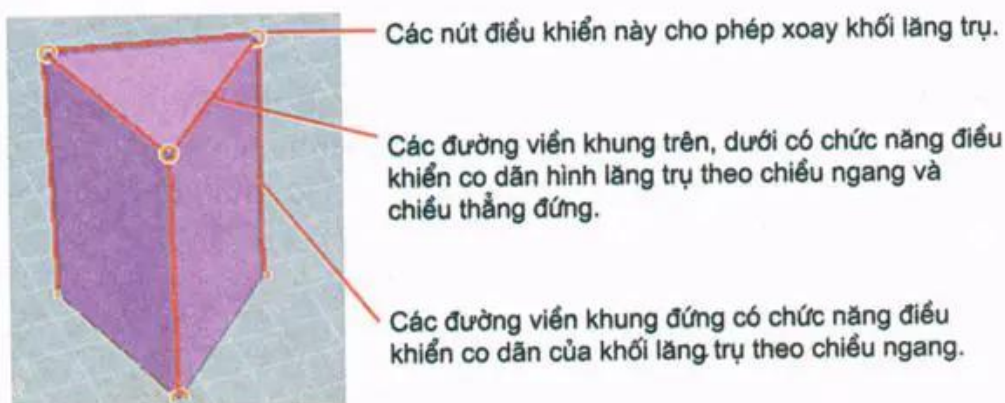 Các nút điều khiển này cho phép xoay khối lăng trụ.
Các đường viền khung trên, dưới có chức năng điều
khiển co dãn hình lăng trụ theo chiều ngang và
chiều thẳng đứng.
Các đường viền khung đứng có chức năng điều
khiển co dãn của khối lăng trụ theo chiều ngang.